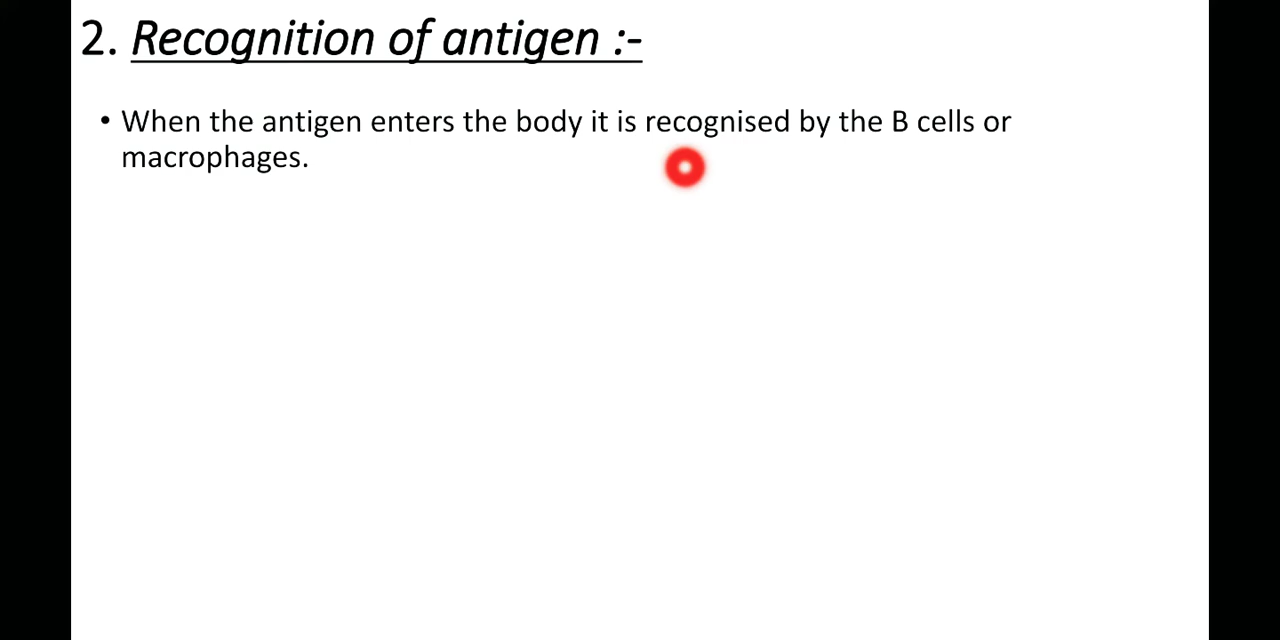 2. Recognition of antigen :-
• When the antigen enters the body it is recognised by the B cells or
macrophages.